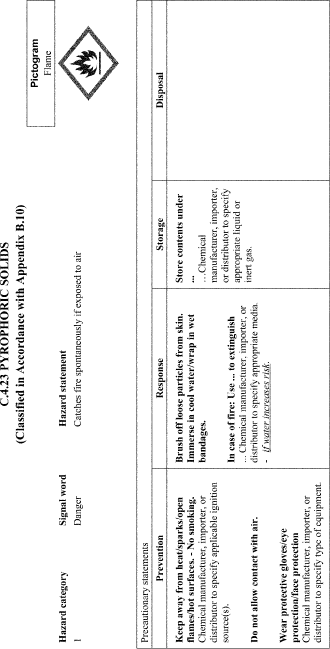 C.4.23 PYROPHORIC SOLIDS
(Classified in Accordance with Appendix B.10)
Pictogram
Flame
Hazard category
Signal word
Hazard statement
1
Danger
Catches fire spontaneously if exposed to air
Precautionary statements
Prevention
Response
Storage
Disposal
Keep away from heat/sparks/open
flames/hot surfaces. - No smoking.
Chemical manufacturer, importer, or
distributor to specify applicable ignition
source(s).
Do not allow contact with air.
Wear protective gloves/eye
protection/face protection
Chemical manufacturer, importer, or
distributor to specify type of equipment.
Brush off loose particles from skin.
Immerse in cool water/wrap in wet
bandages.
In case of fire: Use ... to extinguish
... Chemical manufacturer, importer, or
distributor to specify appropriate media.
- if water increases risk.
Store contents under
...
…Chemical
manufacturer, importer,
or distributor to specify
appropriate liquid or
inert gas.